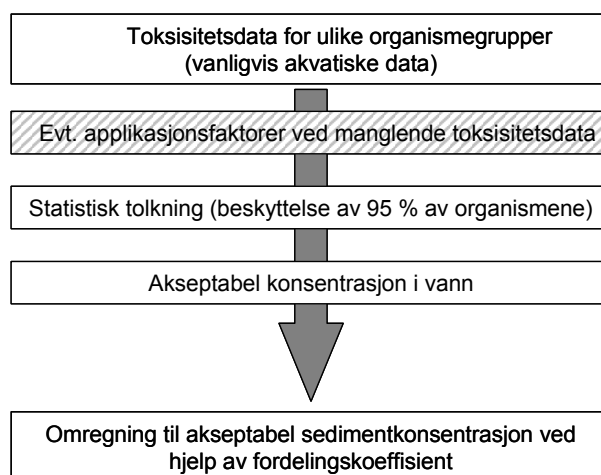 Toksisitetsdata for ulike organismegrupper
(vanligvis akvatiske data)
Evt. applikasjonsfaktorer ved manglende toksisitetsdata
Statistisk tolkning (beskyttelse av 95 % av organismene)
Akseptabel konsentrasjon i vann
Omregning til akseptabel sedimentkonsentrasjon ved
hjelp av fordelingskoeffisient